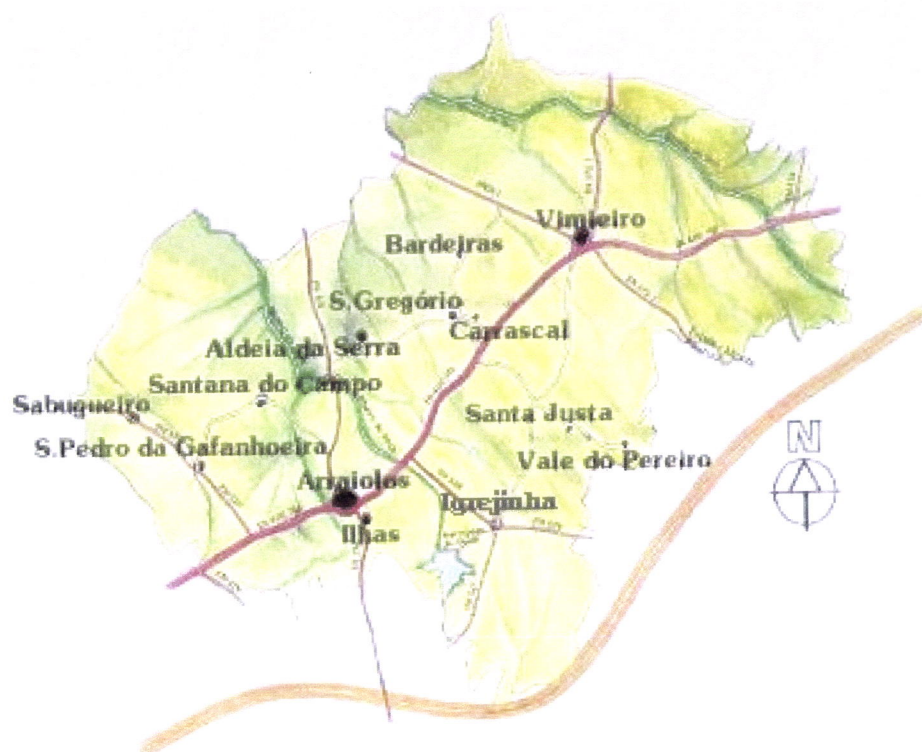 Vimieiro
Bardeiras
S.Gregório
Carrascal
Aldeia da Serra
Santana do Campo
Sabugueiro
Santa Justa
S.Pedro da Gafanhoeira
Vale do Pereiro
N
Arraiolos
Igrejinha
Ilhas